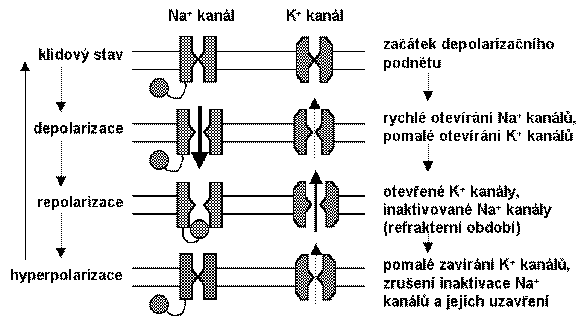 Na⁺ kanál K⁺ kanál
klidový stav
začátek depolarizačního
podnětu
depolarizace
rychlé otevírání Na⁺ kanálů,
pomalé otevírání K⁺ kanálů
repolarizace
otevřené K⁺ kanály,
inaktivované Na⁺ kanály
(refrakterní období)
hyperpolarizace
pomalé zavírání K⁺ kanálů,
zrušení inaktivace Na⁺
kanálů a jejich uzavření